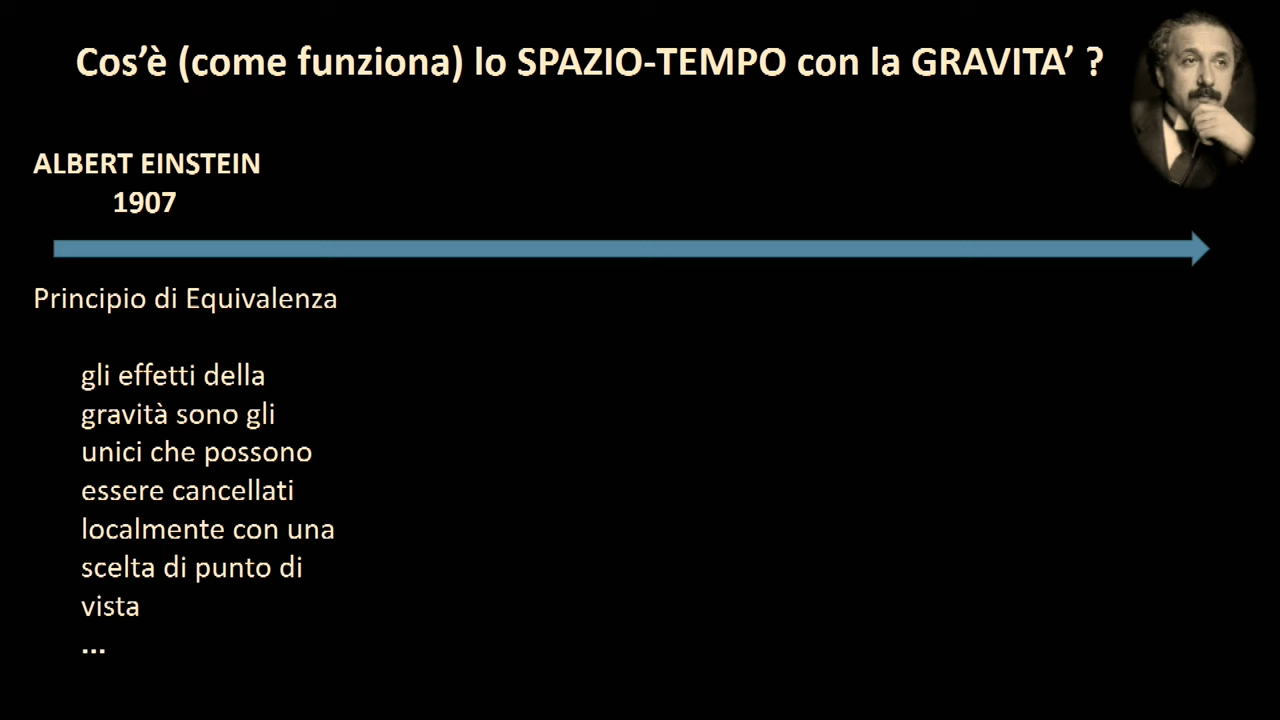 Cos’è (come funziona) lo SPAZIO-TEMPO con la GRAVITA’ ?
ALBERT EINSTEIN
1907
Principio di Equivalenza
gli effetti della
gravità sono gli
unici che possono
essere cancellati
localmente con una
scelta di punto di
vista
...